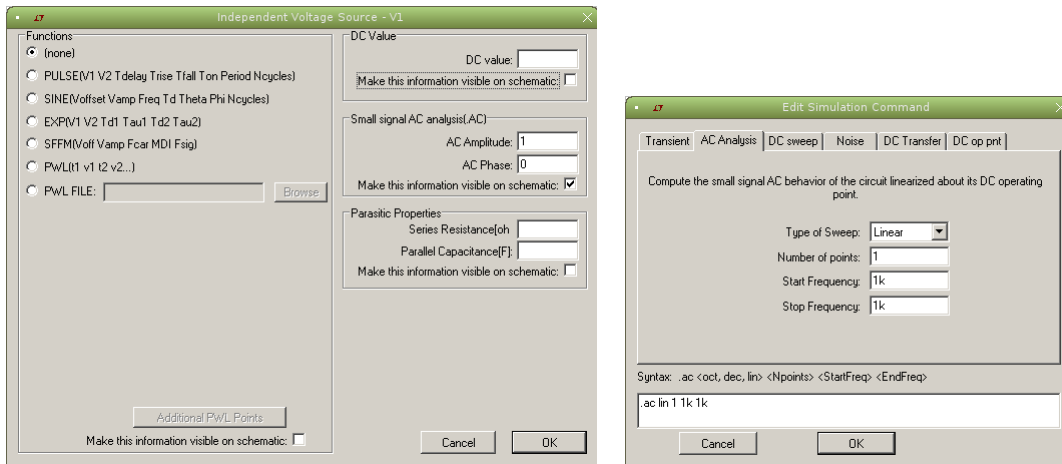 Independent Voltage Source - V1
Functions
(none)
PULSE(V1 V2 Tdelay Trise Tfall Ton Period Ncycles)
SINE(Voffset Vamp Freq Td Theta Phi Ncycles)
EXP(V1 V2 Td1 Tau1 Td2 Tau2)
SFFM(Voff Vamp Fcar MDI Fsig)
PWL(t1 v1 t2 v2...)
PWL FILE:
Browse
Additional PWL Points
Make this information visible on schematic:
DC Value
DC value:
Make this information visible on schematic:
Small signal AC analysis(.AC)
AC Amplitude: 1
AC Phase: 0
Make this information visible on schematic:
Parasitic Properties
Series Resistance[oh
Parallel Capacitance[F]:
Make this information visible on schematic:
Cancel OK
Edit Simulation Command
Transient AC Analysis DC sweep Noise DC Transfer DC op pnt
Compute the small signal AC behavior of the circuit linearized about its DC operating
point.
Type of Sweep: Linear
Number of points: 1
Start Frequency: 1k
Stop Frequency: 1k
Syntax: .ac <oct, dec, lin> <Npoints> <StartFreq> <EndFreq>
.ac lin 1 1k 1k
Cancel OK